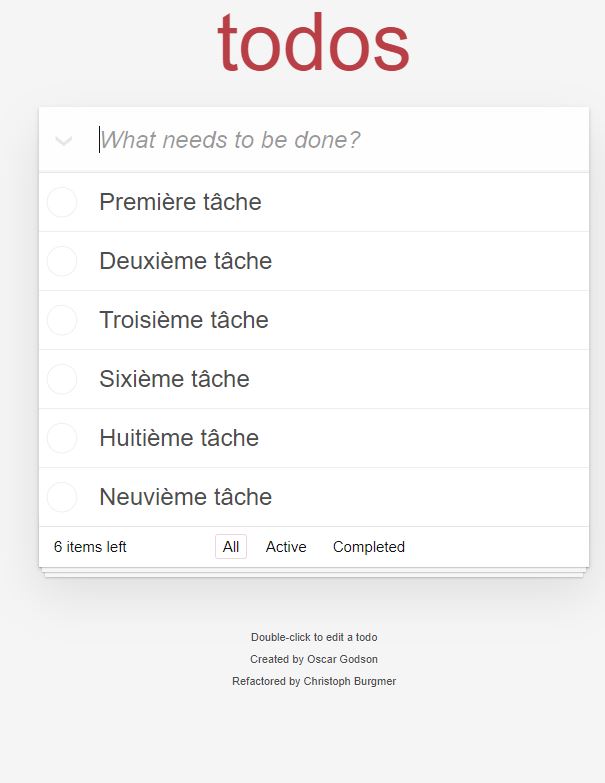 todos
What needs to be done?
Première tâche
Deuxième tâche
Troisième tâche
Sixième tâche
Huitième tâche
Neuvième tâche
6 items left All Active Completed
Double-click to edit a todo
Created by Oscar Godson
Refactored by Christoph Burgmer